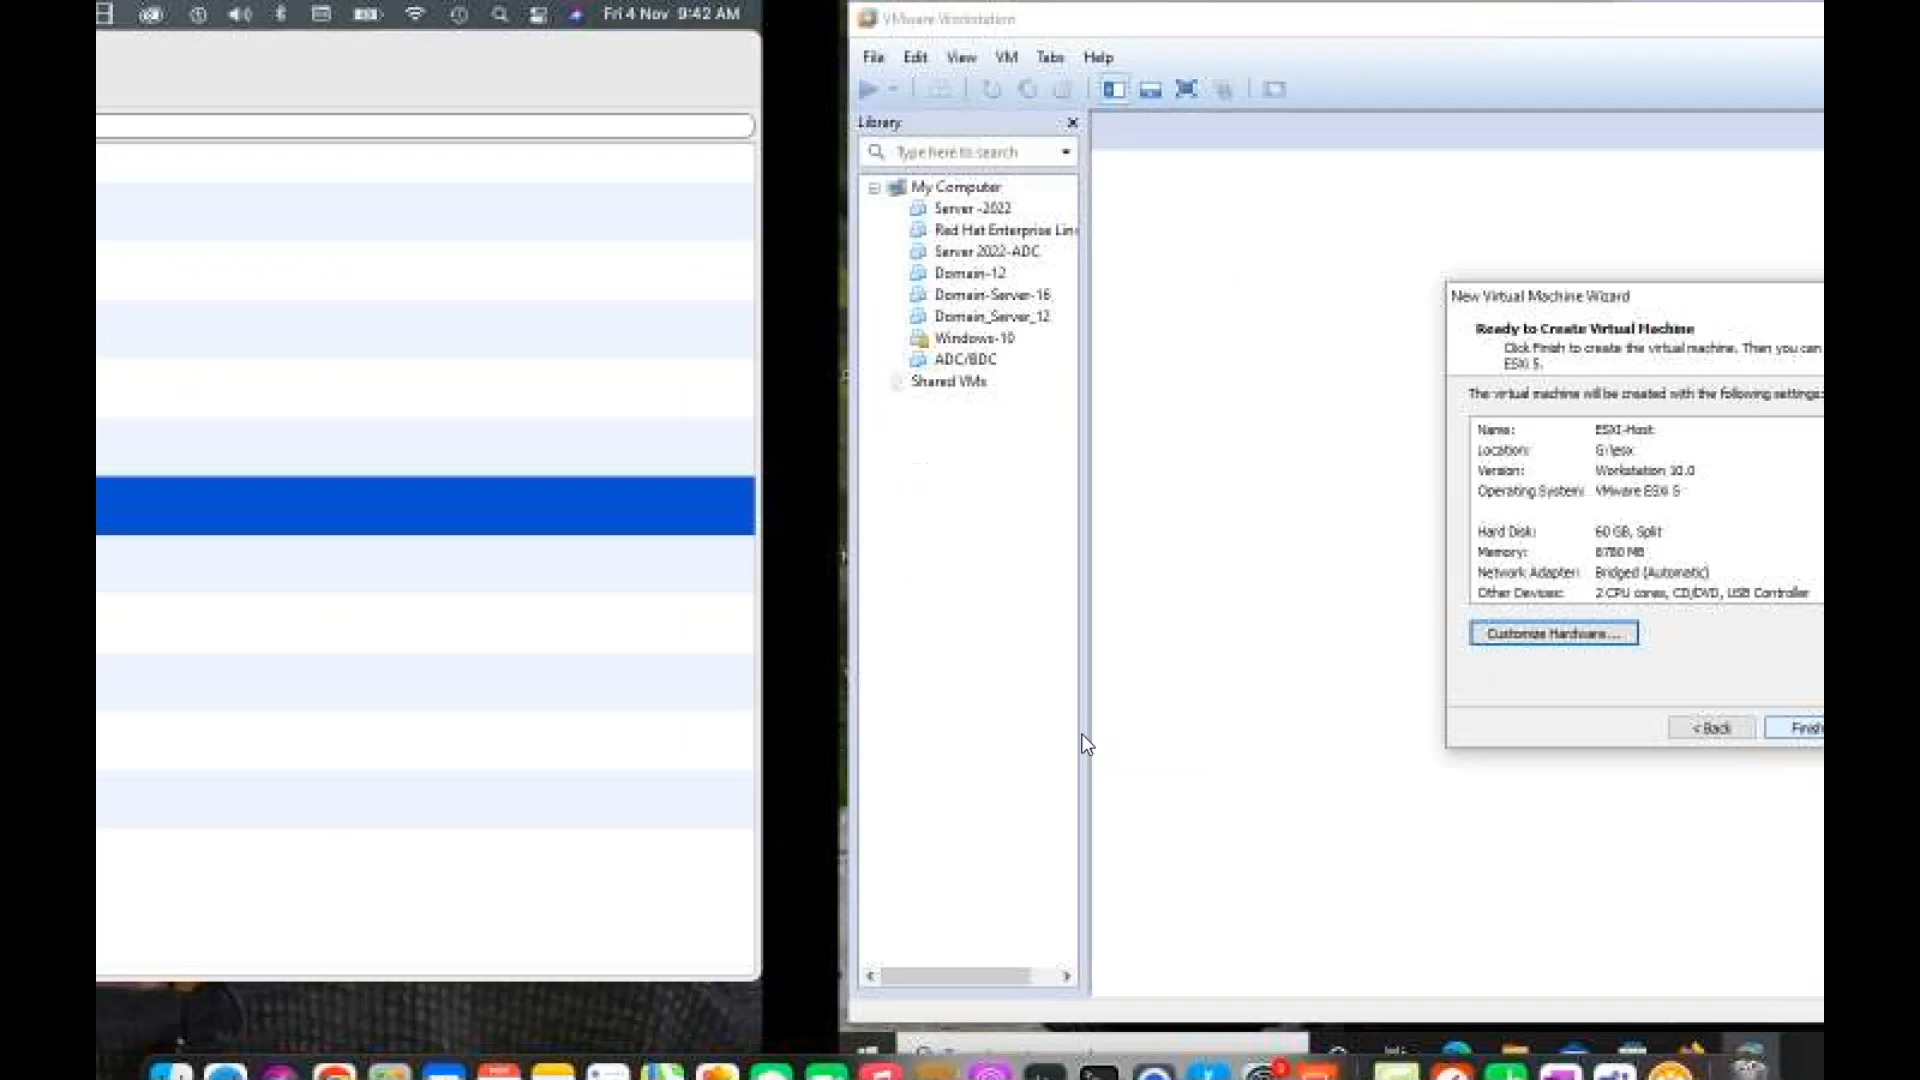 Fri 4 Nov 9:42 AM
VMware Workstation
File Edit View VM Tabs Help
Library
Type here to search
My Computer
Server -2022
Red Hat Enterprise Lin
Server 2022-ADC
Domain-12
Domain-Server-16
Domain_Server_12
Windows-10
ADC/BDC
Shared VMs
New Virtual Machine Wizard
Ready to Create Virtual Machine
Click Finish to create the virtual machine. Then you can
ESXi 5.
The virtual machine will be created with the following settings:
Name: ESXI-Host
Location: G:\esx
Version: Workstation 10.0
Operating System: VMware ESXi 5
Hard Disk: 60 GB, Split
Memory: 8780 MB
Network Adapter: Bridged (Automatic)
Other Devices: 2 CPU cores, CD/DVD, USB Controller
Customize Hardware...
< Back Finish